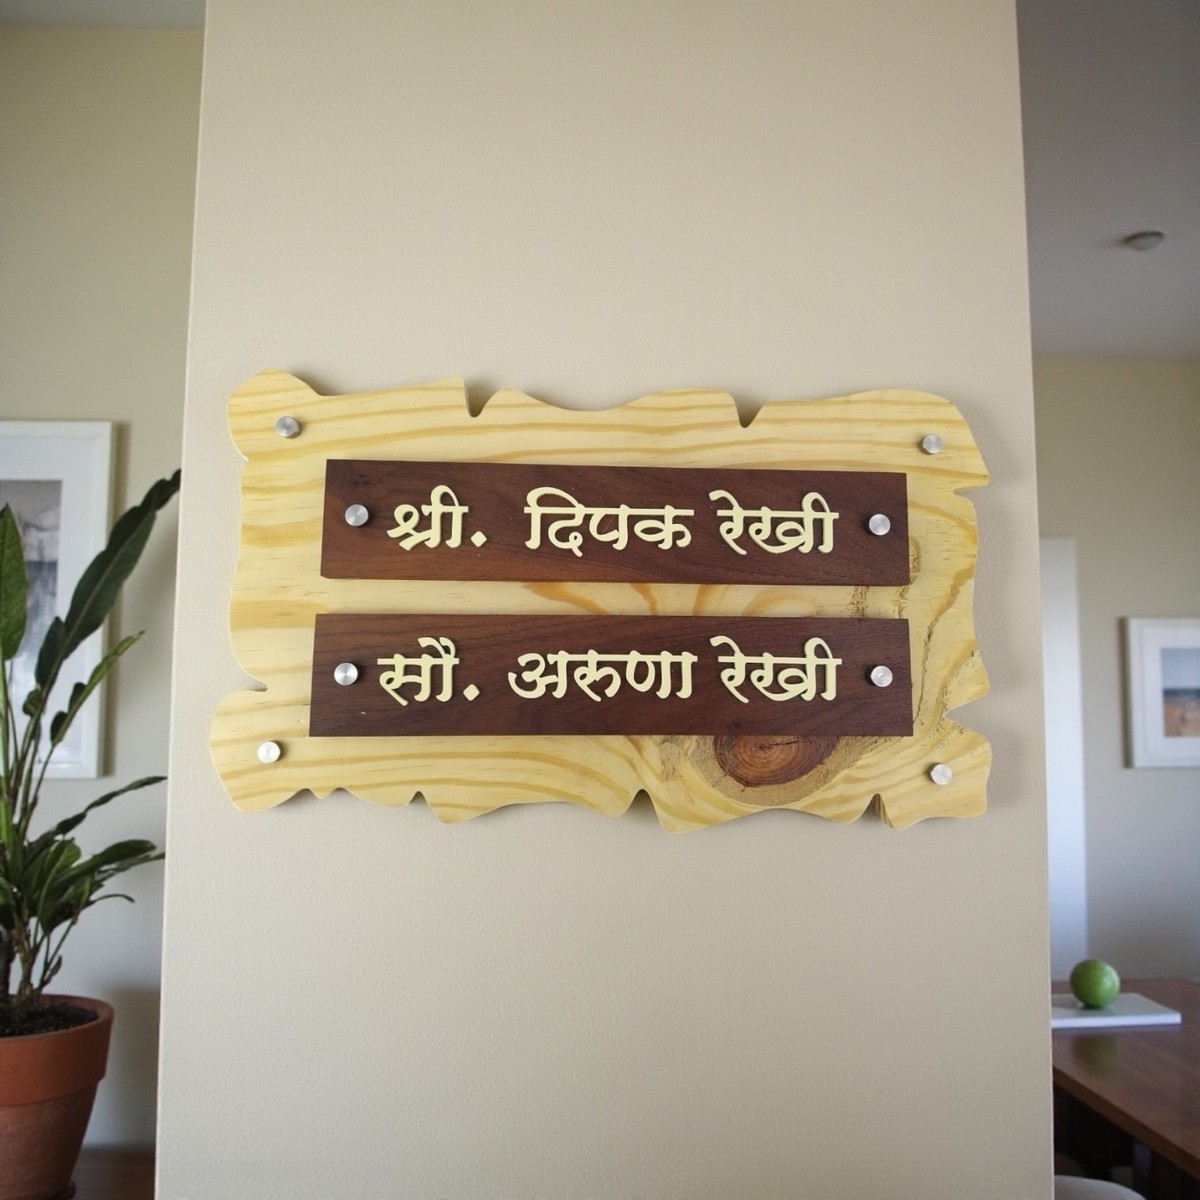 श्री. दिपक रेखी
सौ. अरुणा रेखी